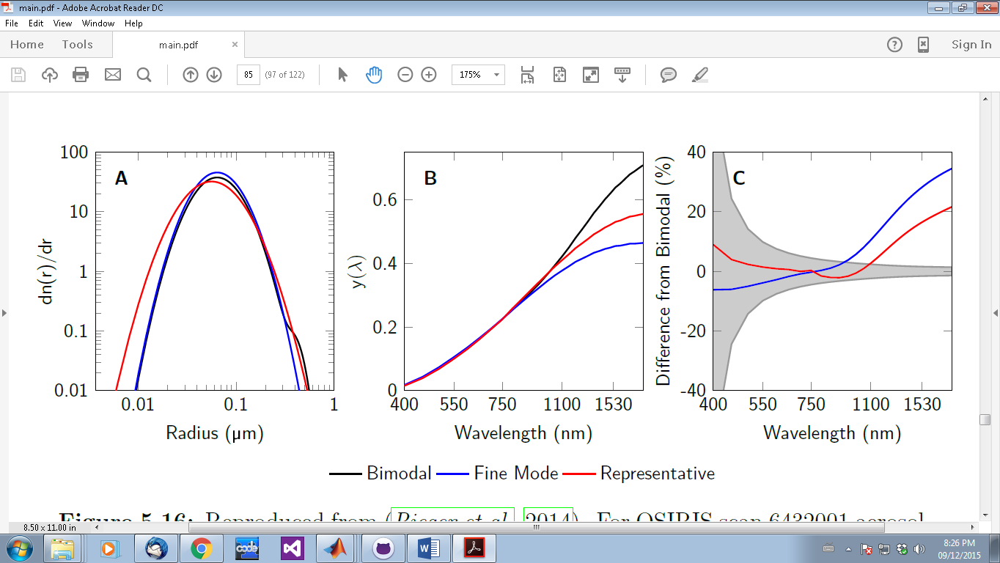 main.pdf - Adobe Acrobat Reader DC
File Edit View Window Help
Home Tools main.pdf × Sign In
85 (97 of 122) 175%
100 10 1 0.1 0.01
dn(r)/dr
A
0.01 0.1 1
Radius (µm)
0.6 0.4 0.2 0
y(λ)
B
400 550 750 1100 1530
Wavelength (nm)
40 20 0 -20 -40
Difference from Bimodal (%)
C
400 550 750 1100 1530
Wavelength (nm)
Bimodal Fine Mode Representative
Figure 5.16: Reproduced from (Rieger et al., 2014). For OSIRIS scan 6432001 aerosol
8.50 x 11.00 in
code
8:26 PM
09/12/2015